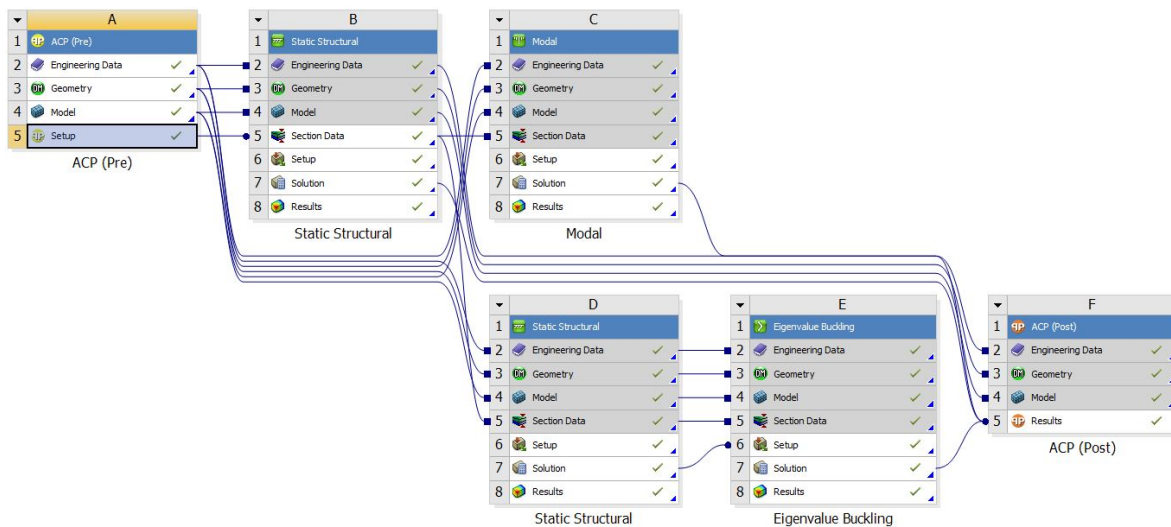 A
1 ACP (Pre)
2 Engineering Data
3 Geometry
4 Model
5 Setup
ACP (Pre)
B
1 Static Structural
2 Engineering Data
3 Geometry
4 Model
5 Section Data
6 Setup
7 Solution
8 Results
Static Structural
C
1 Modal
2 Engineering Data
3 Geometry
4 Model
5 Section Data
6 Setup
7 Solution
8 Results
Modal
D
1 Static Structural
2 Engineering Data
3 Geometry
4 Model
5 Section Data
6 Setup
7 Solution
8 Results
Static Structural
E
1 Eigenvalue Buckling
2 Engineering Data
3 Geometry
4 Model
5 Section Data
6 Setup
7 Solution
8 Results
Eigenvalue Buckling
F
1 ACP (Post)
2 Engineering Data
3 Geometry
4 Model
5 Results
ACP (Post)